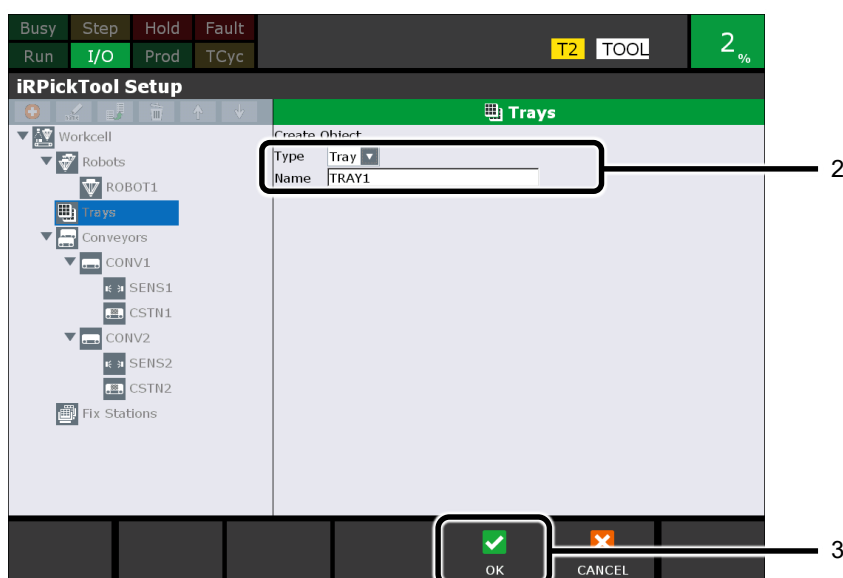 Busy Step Hold Fault
Run I/O Prod TCyc
T2 TOOL
2 %
iRPickTool Setup
Trays
Workcell
Create Object
Robots
Type Tray
2
ROBOT1
Name TRAY1
Trays
Conveyors
CONV1
SENS1
CSTN1
CONV2
SENS2
CSTN2
Fix Stations
3
OK CANCEL